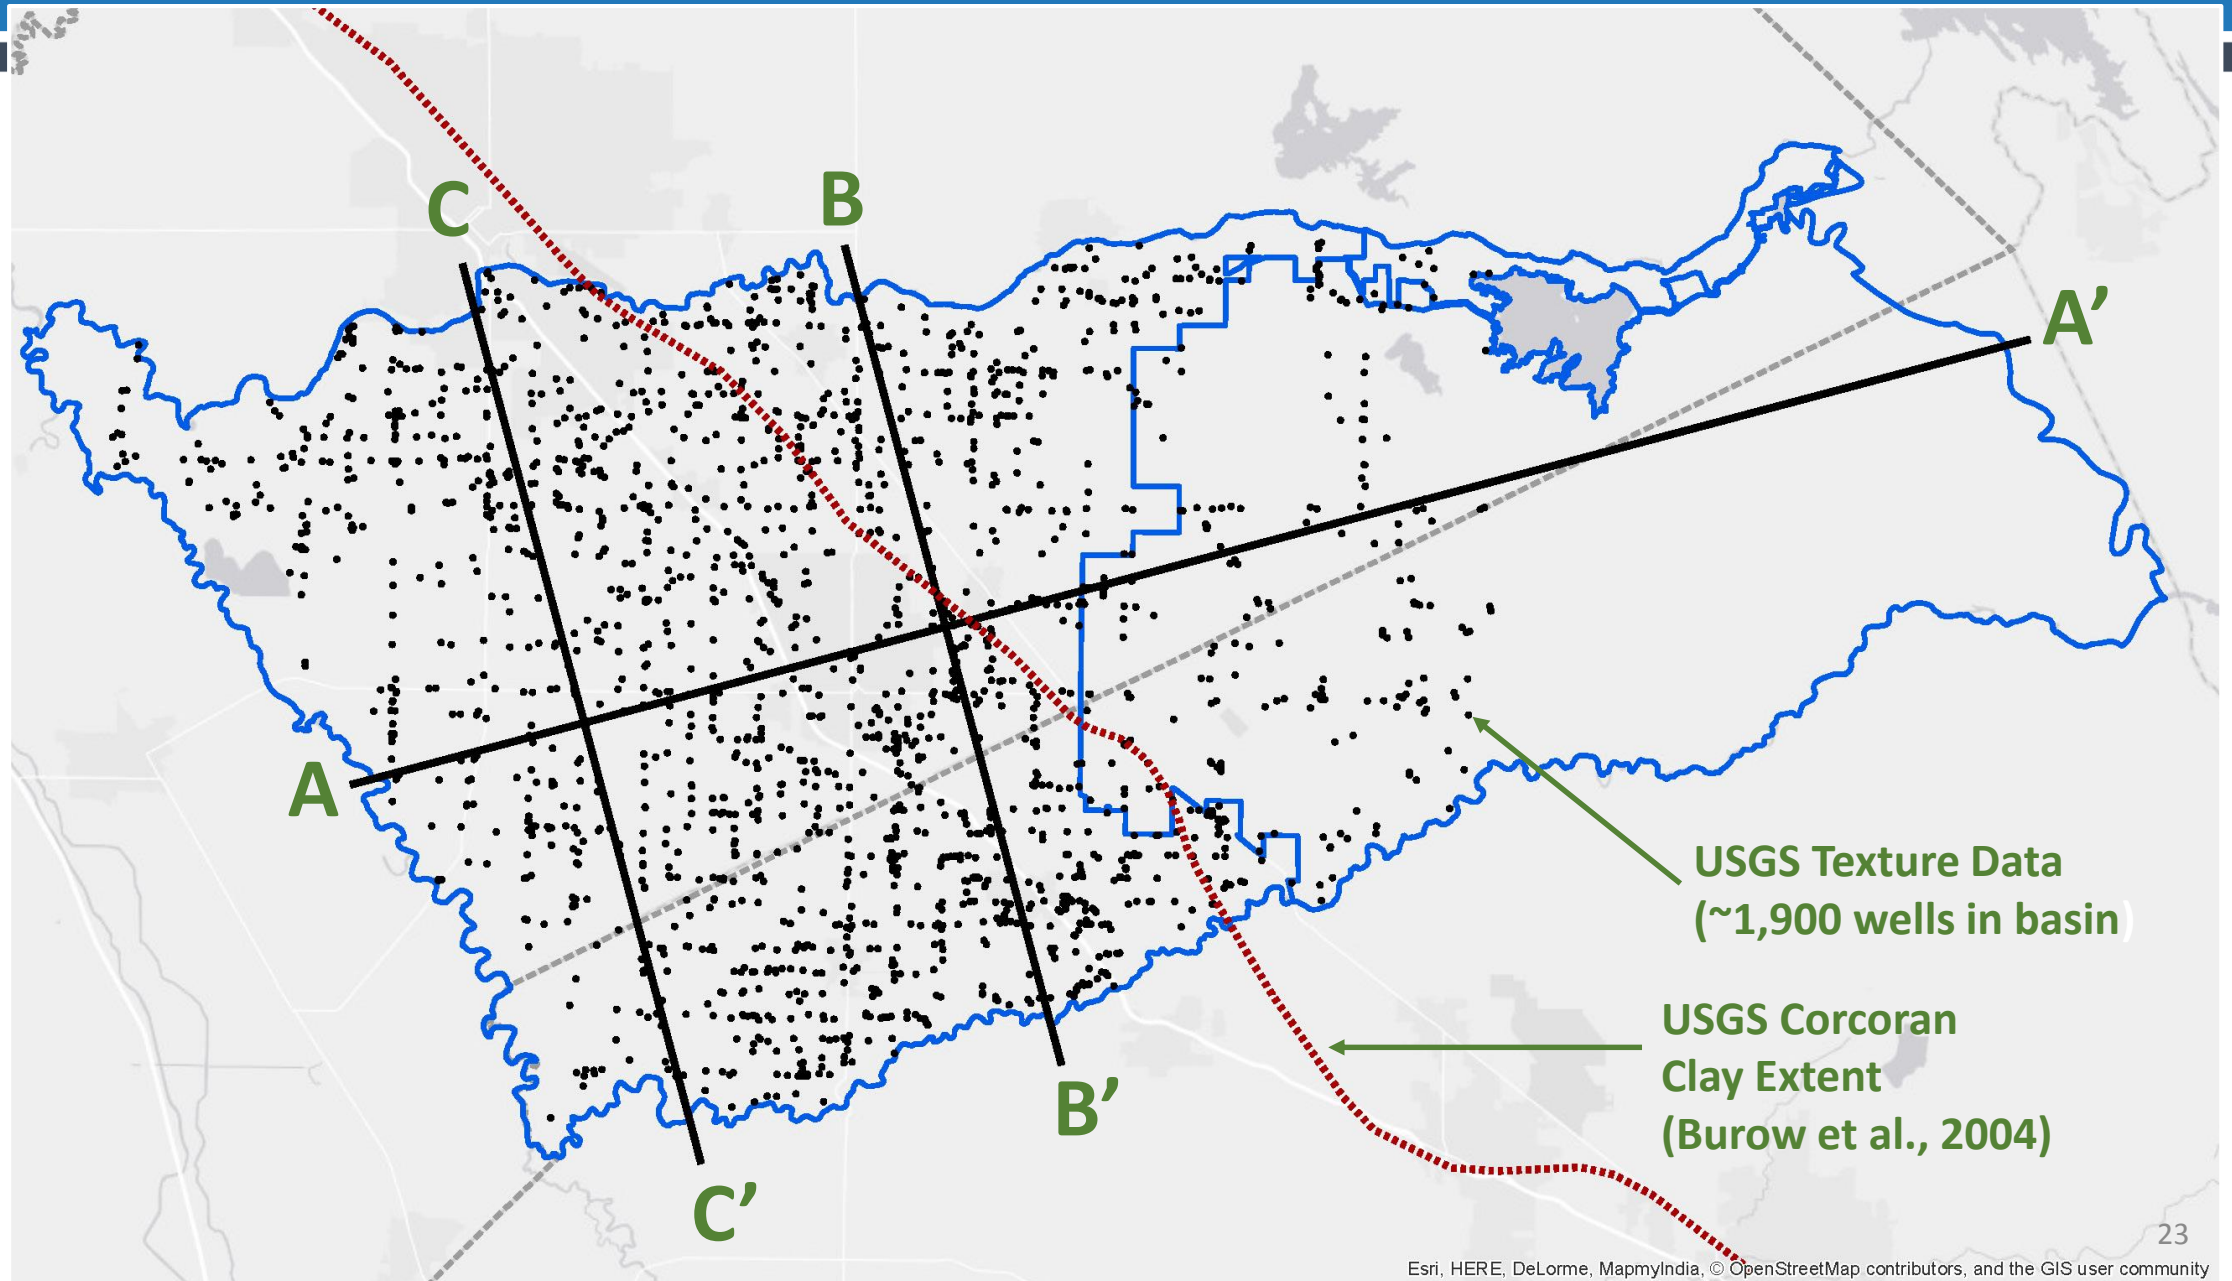 C
B
A’
A
USGS Texture Data
(~1,900 wells in basin)
USGS Corcoran
Clay Extent
(Burow et al., 2004)
B’
C’
23
Esri, HERE, DeLorme, MapmyIndia, © OpenStreetMap contributors, and the GIS user community